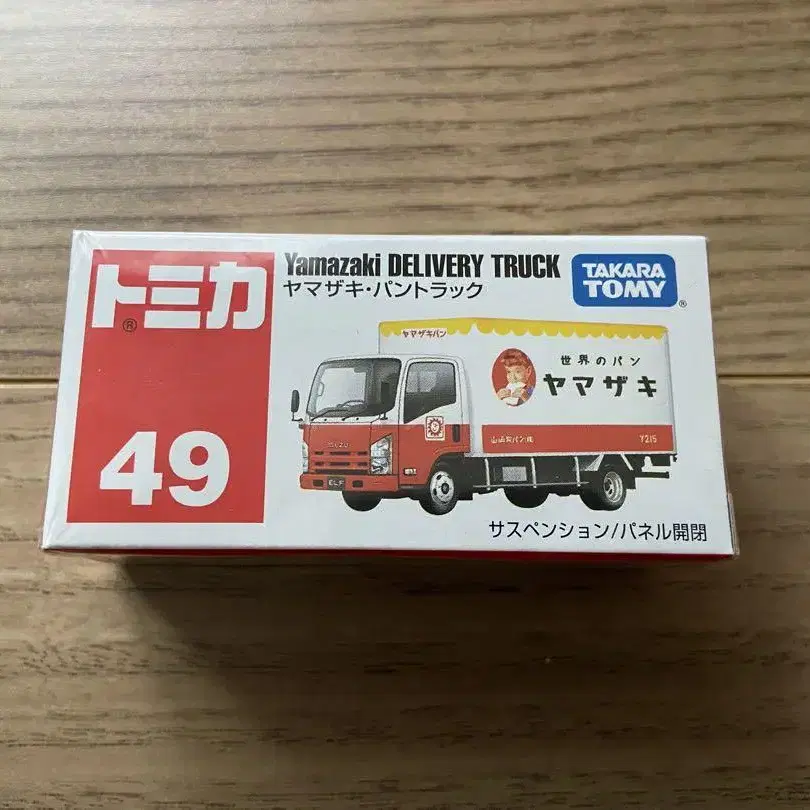 トミカ®
49
Yamazaki DELIVERY TRUCK
ヤマザキ・パントラック
TAKARA
TOMY®
ヤマザキパン
世界のパン
ヤマザキ
Y215
ISUZU
ELF
サスペンション/パネル開閉